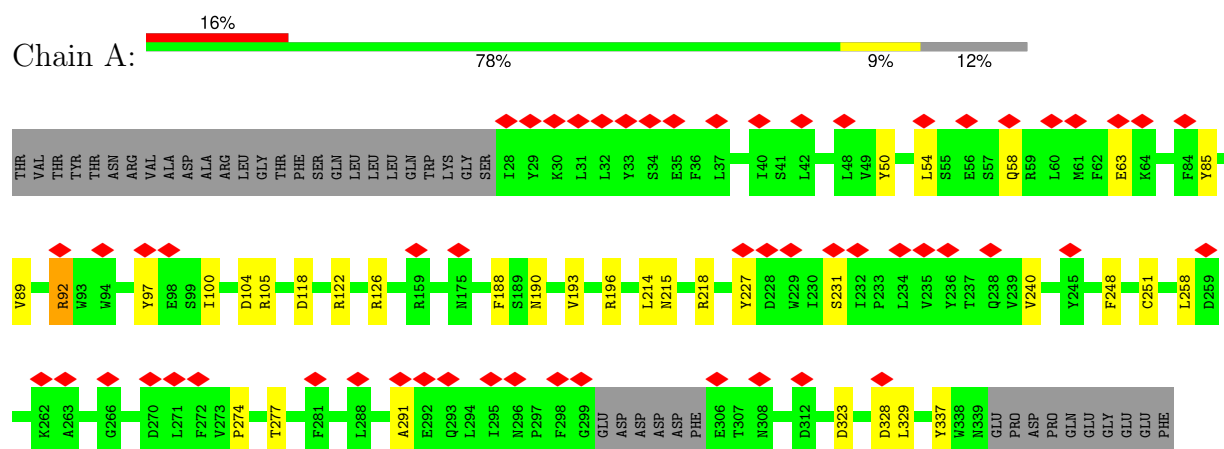 16%
Chain A:
78% 9% 12%
THR VAL THR TYR THR ASN ARG VAL ALA ASP ALA ARG LEU GLY THR PHE SER GLN LEU LEU LEU GLN TRP LYS GLY SER I28 Y29 K30 L31 L32 Y33 S34 E35 F36 L37 I40 S41 L42 L48 V49 Y50 L54 S55 E56 S57 Q58 R59 L60 M61 F62 E63 K64 F84 Y85
V89 R92 W93 W94 Y97 E98 S99 I100 D104 R105 D118 R122 R126 R159 N175 F188 S189 N190 V193 R196 L214 N215 R218 Y227 D228 W229 I230 S231 I232 P233 L234 V235 Y236 T237 Q238 V239 V240 Y245 F248 C251 L258 D259
K262 A263 G266 D270 L271 F272 V273 P274 T277 F281 L288 A291 E292 Q293 L294 I295 N296 P297 F298 G299 GLU ASP ASP ASP ASP PHE E306 T307 N308 D312 D323 D328 L329 Y337 W338 N339 GLU PRO ASP PRO GLN GLU GLY GLU GLU PHE